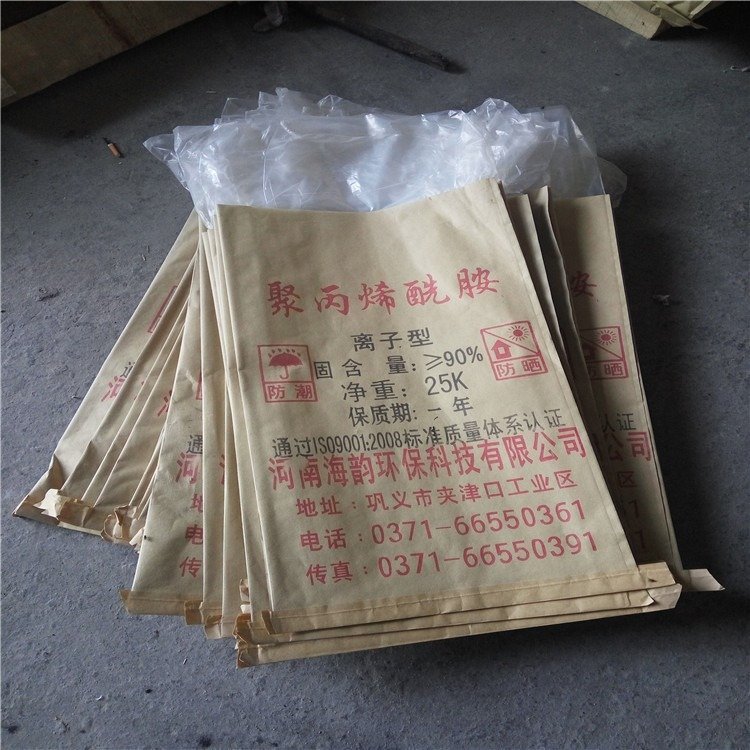 聚丙烯酰胺
离子型
固含量:≥90%
净重:25K
保质期:一年
防潮
防晒
通过ISO9001:2008标准质量体系认证
河南海韵环保科技有限公司
地址:巩义市夹津口工业区
电话:0371-66550361
传真:0371-66550391
胺
防晒